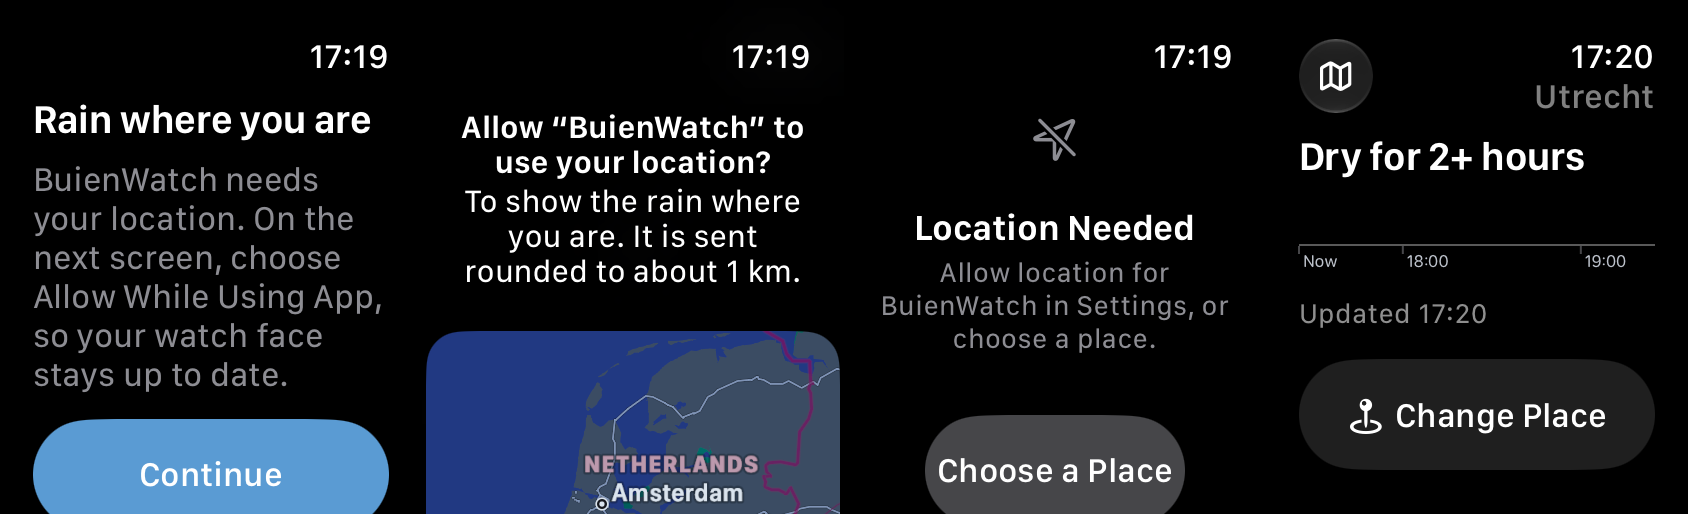 17:19
Rain where you are
BuienWatch needs
your location. On the
next screen, choose
Allow While Using App,
so your watch face
stays up to date.
Continue
17:19
Allow “BuienWatch” to
use your location?
To show the rain where
you are. It is sent
rounded to about 1 km.
NETHERLANDS
Amsterdam
17:19
Location Needed
Allow location for
BuienWatch in Settings, or
choose a place.
Choose a Place
17:20
Utrecht
Dry for 2+ hours
Now 18:00 19:00
Updated 17:20
Change Place